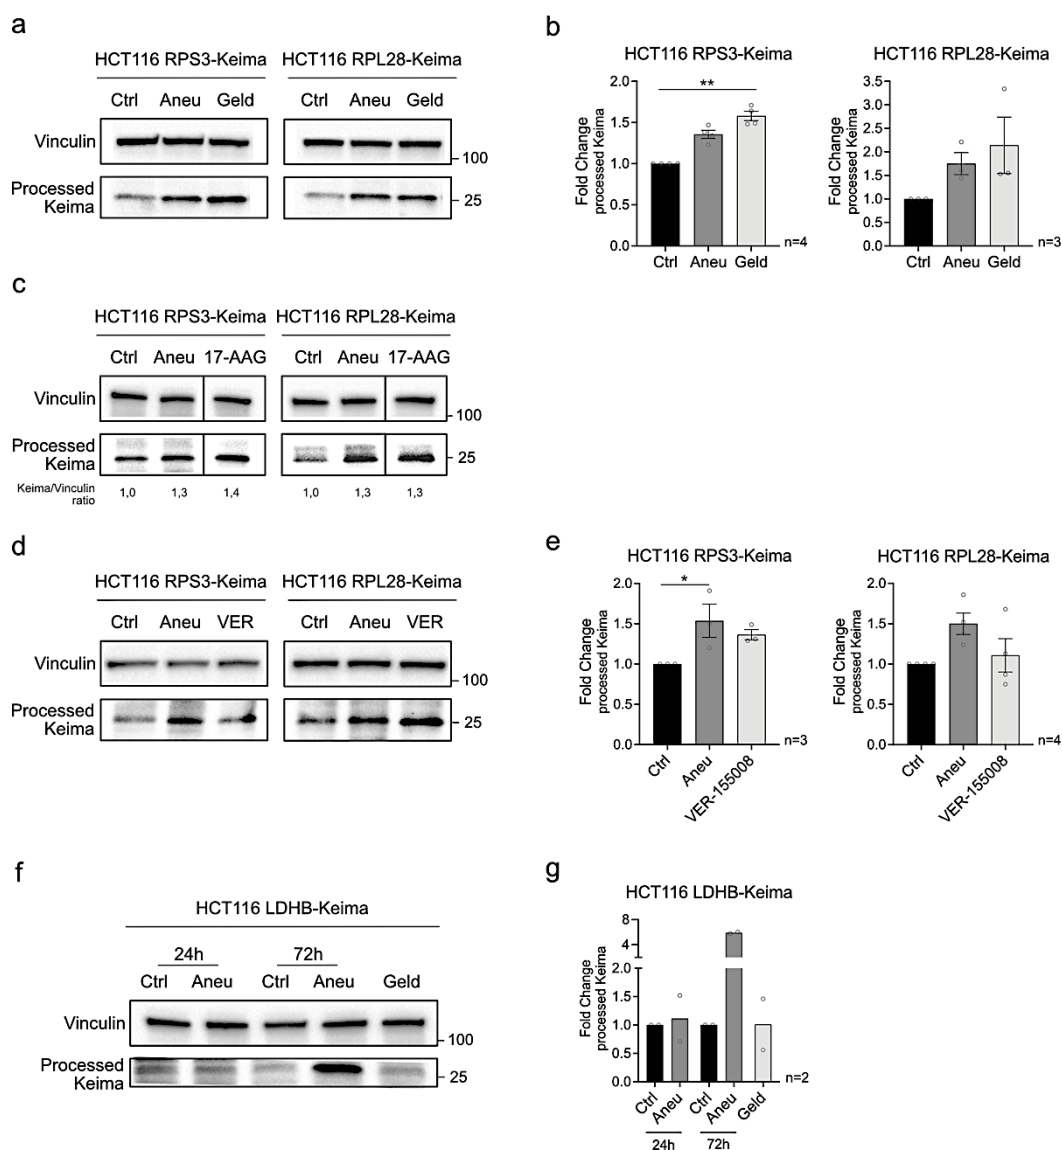 a
HCT116 RPS3-Keima
HCT116 RPL28-Keima
Ctrl Aneu Geld
Ctrl Aneu Geld
Vinculin
100
Processed
Keima
25
b
HCT116 RPS3-Keima
Fold Change
processed Keima
2.0
1.5
1.0
0.5
0.0
**
Ctrl Aneu Geld
n=4
HCT116 RPL28-Keima
Fold Change
processed Keima
3.5
3.0
2.5
2.0
1.5
1.0
0.5
0.0
Ctrl Aneu Geld
n=3
c
HCT116 RPS3-Keima
HCT116 RPL28-Keima
Ctrl Aneu 17-AAG
Ctrl Aneu 17-AAG
Vinculin
100
Processed
Keima
25
Keima/Vinculin
ratio
1,0 1,3 1,4
1,0 1,3 1,3
d
HCT116 RPS3-Keima
HCT116 RPL28-Keima
Ctrl Aneu VER
Ctrl Aneu VER
Vinculin
100
Processed
Keima
25
e
HCT116 RPS3-Keima
Fold Change
processed Keima
2.0
1.5
1.0
0.5
0.0
*
Ctrl
Aneu
VER-155008
n=3
HCT116 RPL28-Keima
Fold Change
processed Keima
2.0
1.5
1.0
0.5
0.0
Ctrl
Aneu
VER-155008
n=4
f
HCT116 LDHB-Keima
24h 72h
Ctrl Aneu Ctrl Aneu Geld
Vinculin
100
Processed
Keima
25
g
HCT116 LDHB-Keima
Fold Change
processed Keima
8
6
4
2.0
1.5
1.0
0.5
0.0
Ctrl
Aneu
Ctrl
Aneu
Geld
24h 72h
n=2